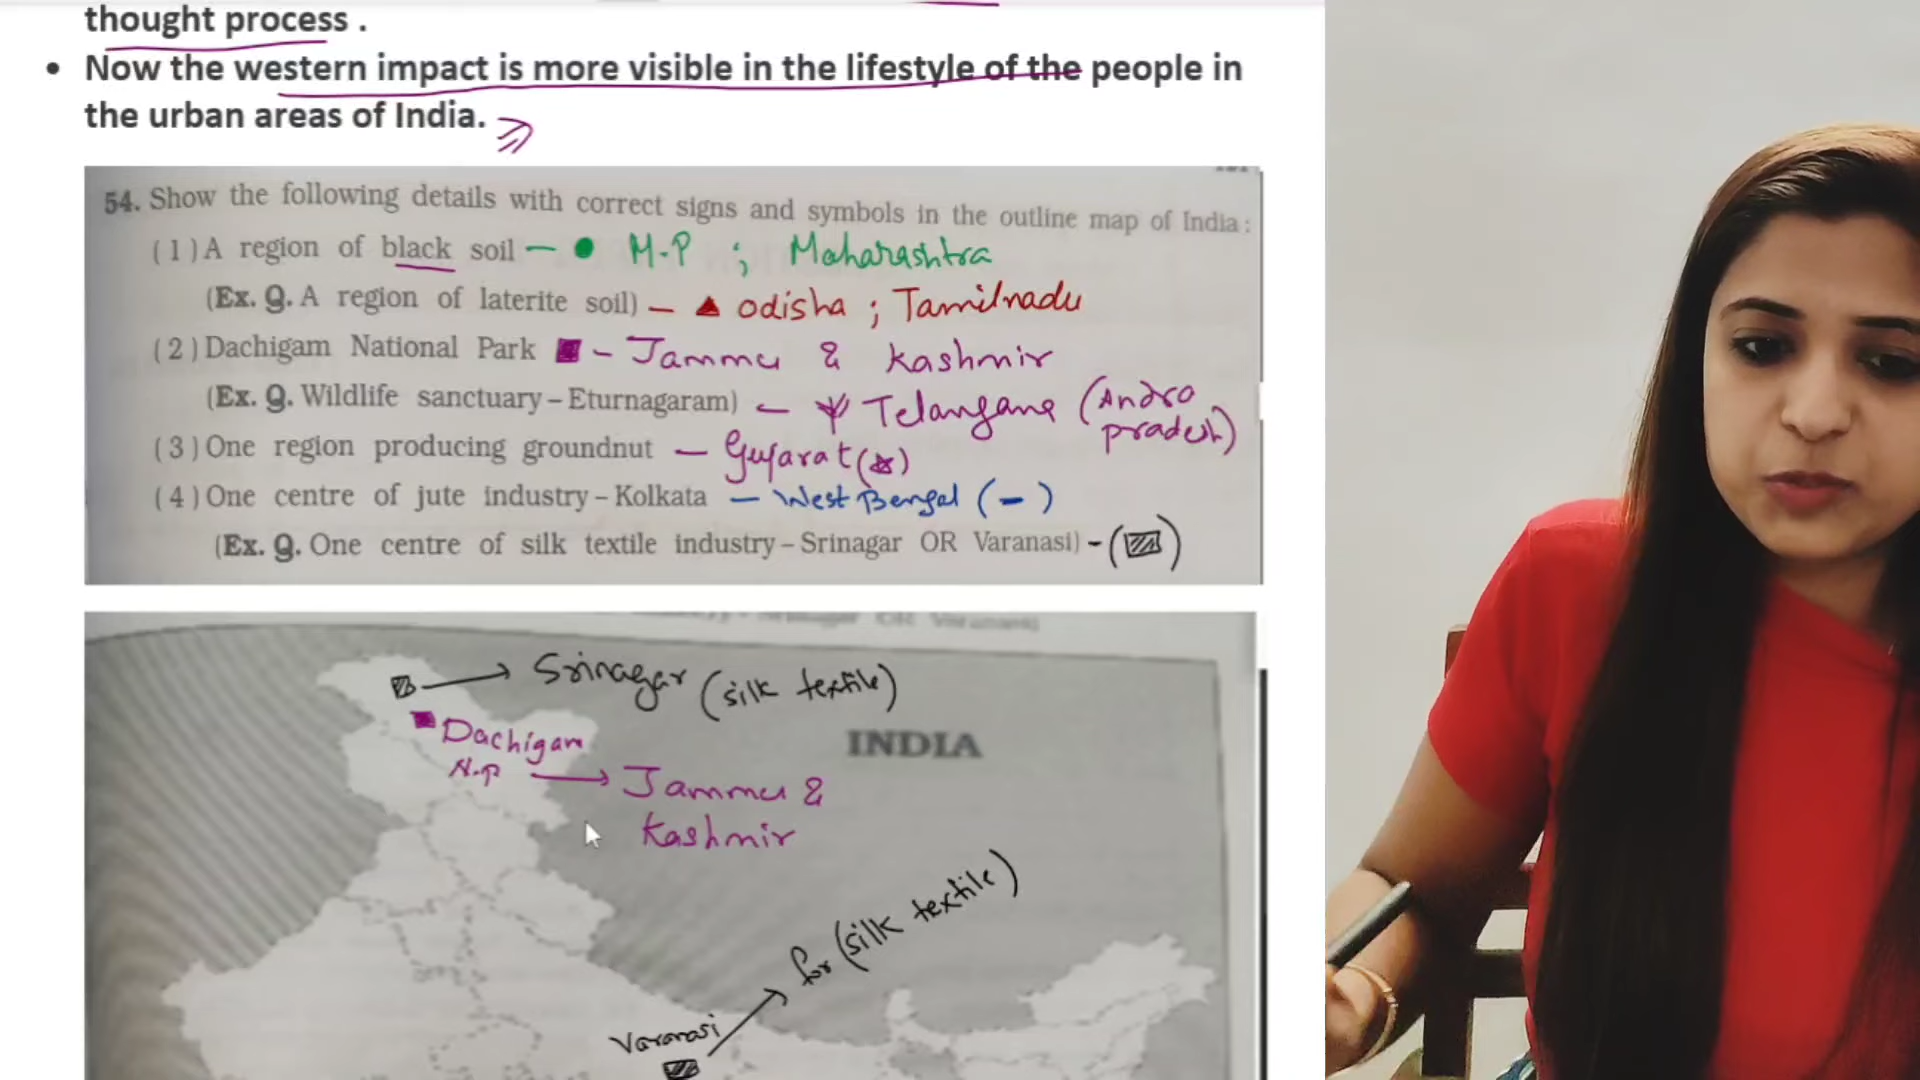 thought process .
• Now the western impact is more visible in the lifestyle of the people in
the urban areas of India.
54. Show the following details with correct signs and symbols in the outline map of India:
(1) A region of black soil — ● M.P ; Maharashtra
(Ex. Q. A region of laterite soil) — ▲ odisha ; Tamilnadu
(2) Dachigam National Park ■ – Jammu & Kashmir
(Ex. Q. Wildlife sanctuary – Eturnagaram) – Telangana (Andra
pradesh)
(3) One region producing groundnut — Gujarat (☆)
(4) One centre of jute industry – Kolkata — West Bengal (-)
(Ex. Q. One centre of silk textile industry – Srinagar OR Varanasi) - (▨)
OR Varanasi)
Srinagar (silk textile)
INDIA
Dachigam
N.P
Jammu &
Kashmir
for (silk textile)
Varanasi